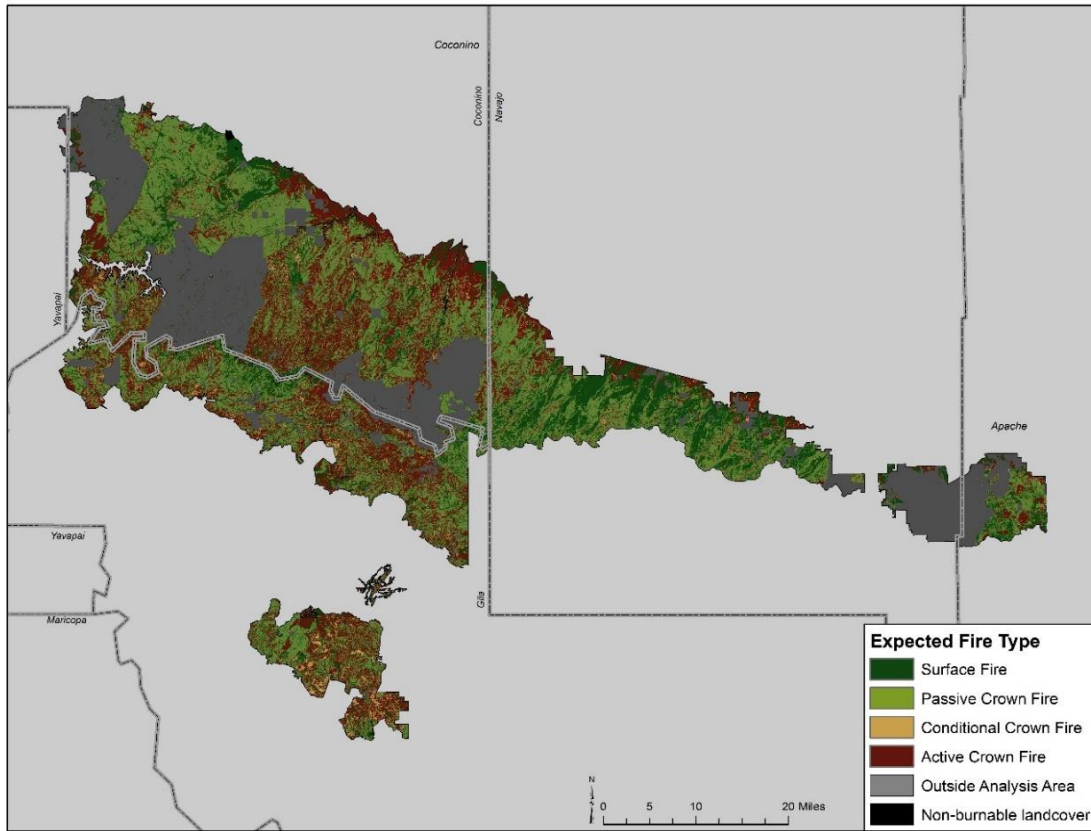 Coconino
Coconino
Navajo
Yavapai
Apache
Yavapai
Gila
Maricopa
Expected Fire Type
Surface Fire
Passive Crown Fire
Conditional Crown Fire
Active Crown Fire
Outside Analysis Area
Non-burnable landcover
N
0 5 10 20 Miles